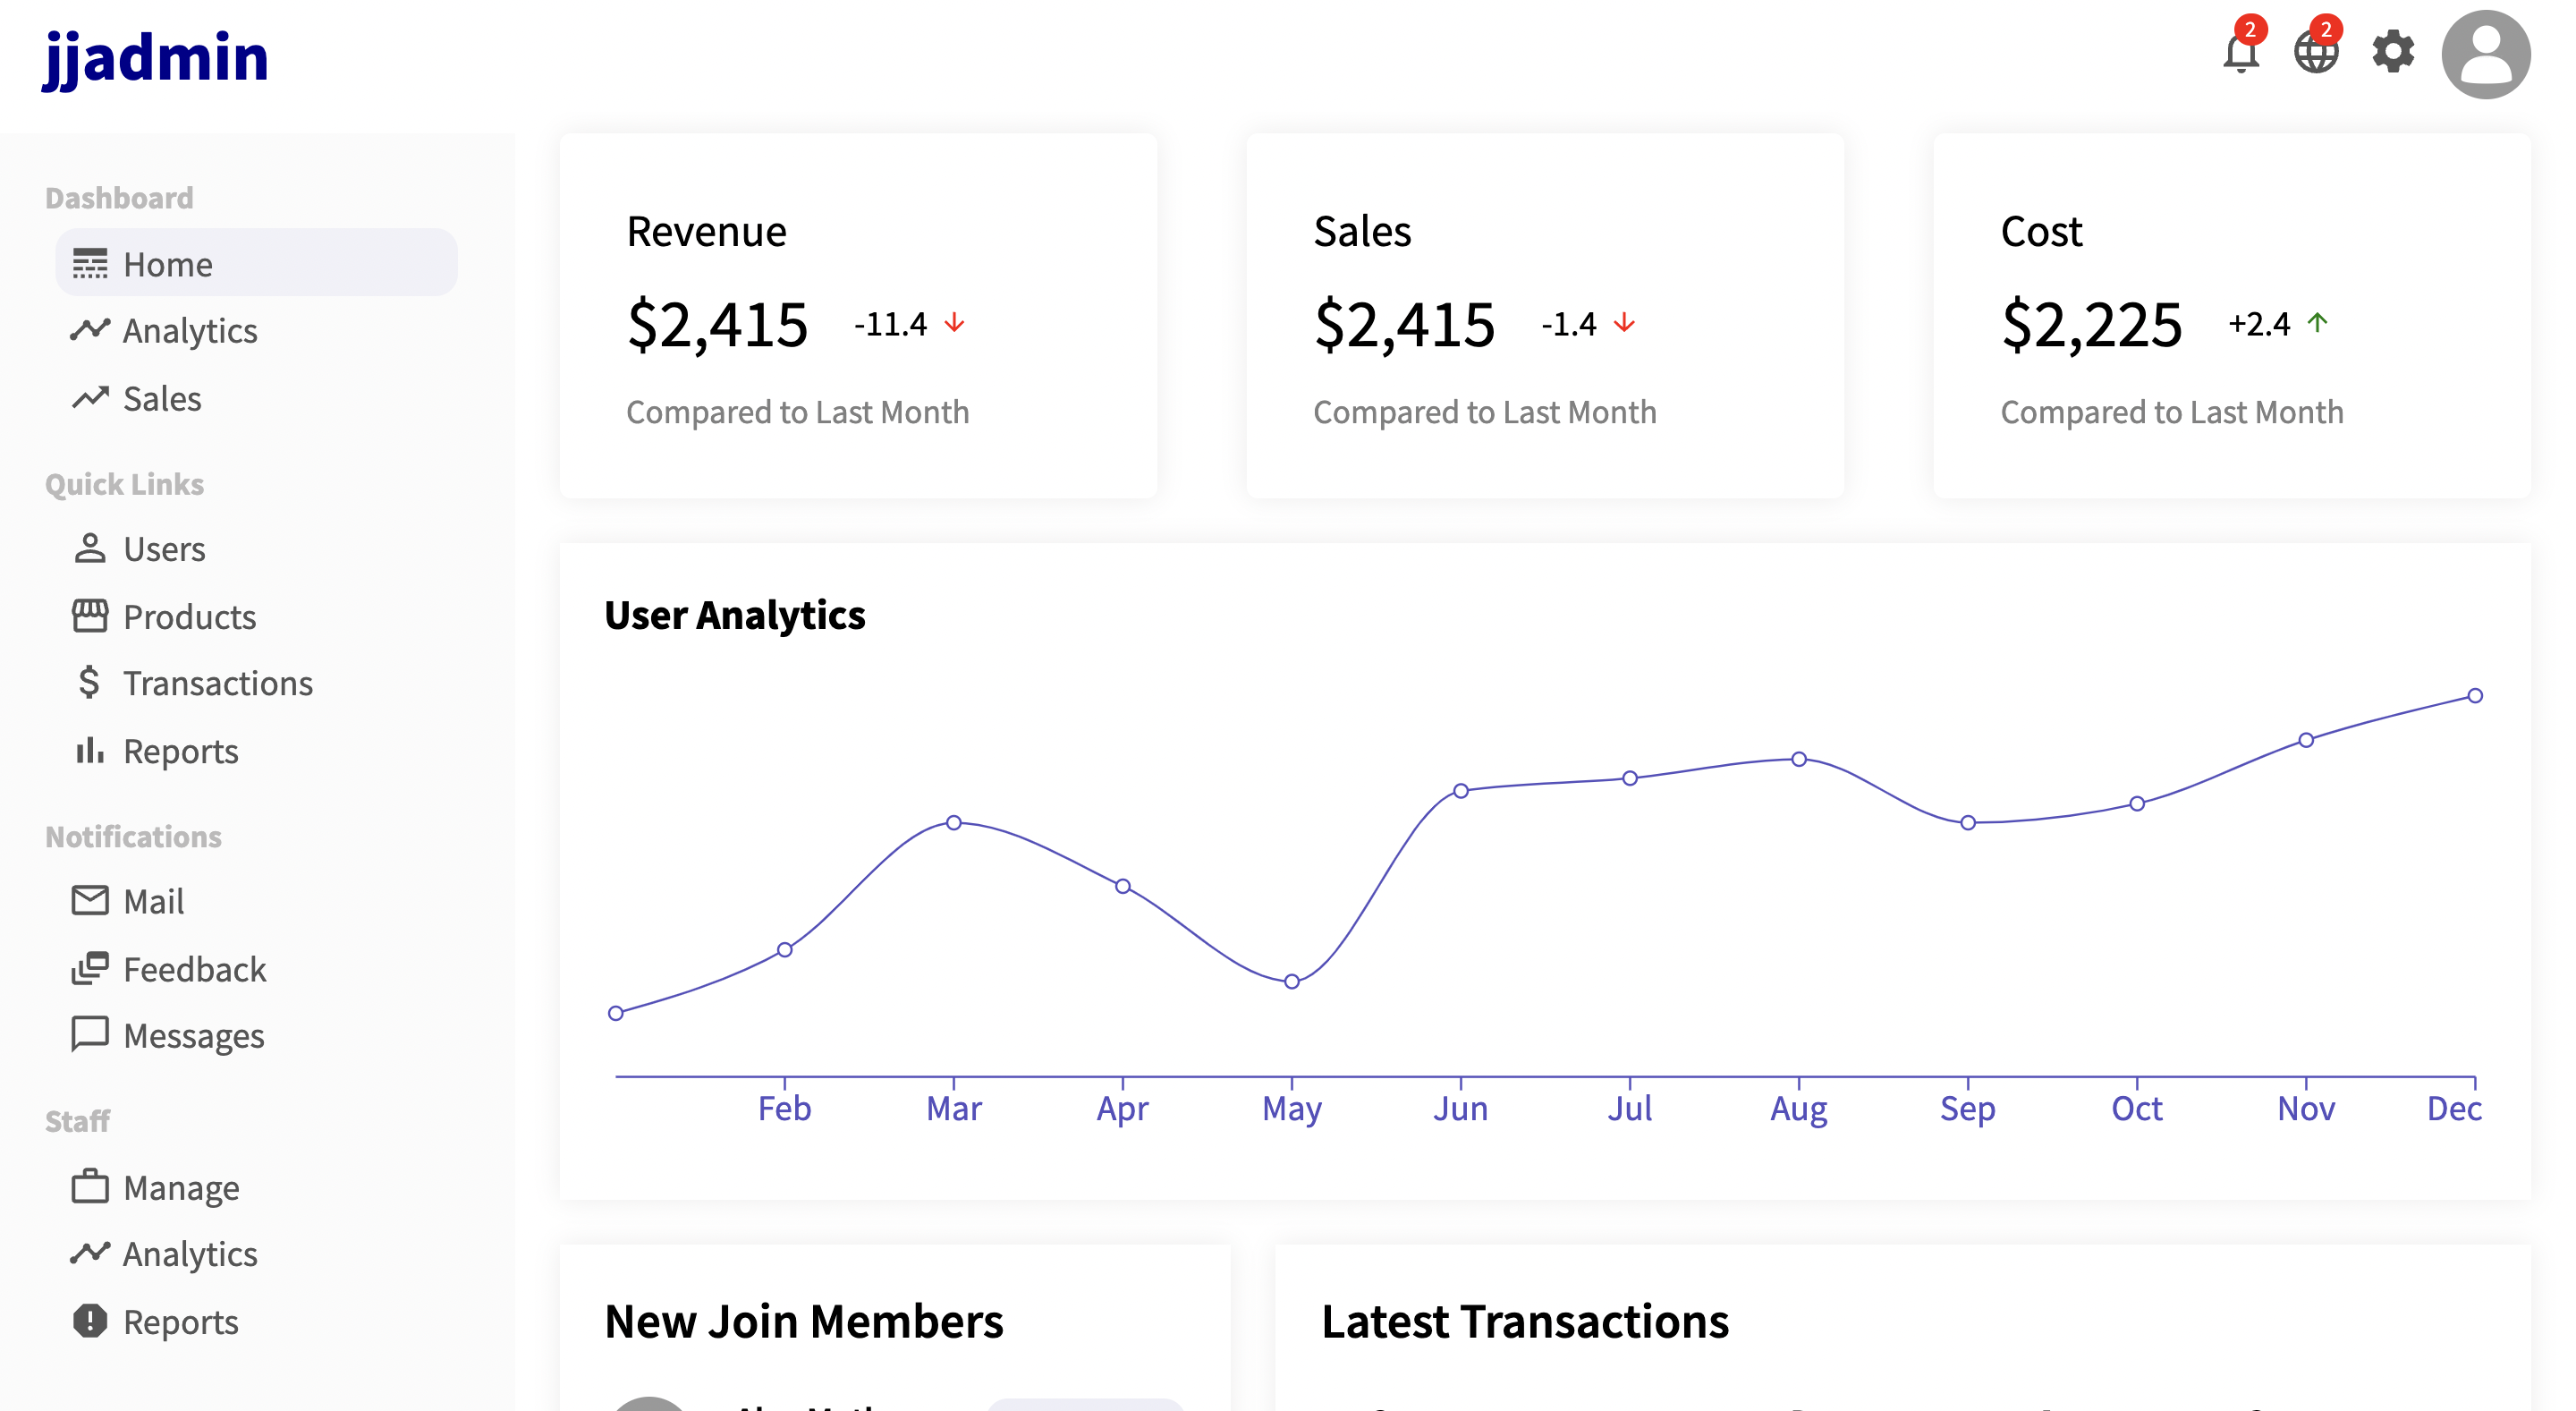 jjadmin
2
2
Dashboard
Home
Analytics
Sales
Quick Links
Users
Products
Transactions
Reports
Notifications
Mail
Feedback
Messages
Staff
Manage
Analytics
Reports
Revenue
$2,415 -11.4
Compared to Last Month
Sales
$2,415 -1.4
Compared to Last Month
Cost
$2,225 +2.4
Compared to Last Month
User Analytics
Feb Mar Apr May Jun Jul Aug Sep Oct Nov Dec
New Join Members
Latest Transactions